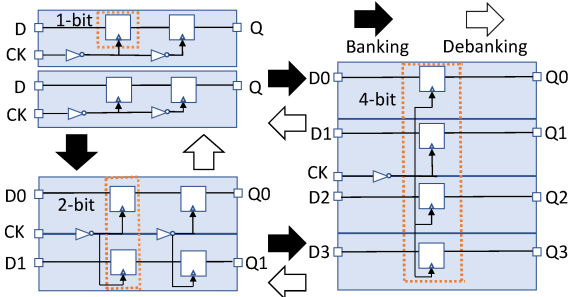 1-bit
D
Q
CK
D
Q
CK
Banking
Debanking
D0
Q0
4-bit
D1
Q1
CK
D2
Q2
D3
Q3
D0
Q0
2-bit
CK
D1
Q1